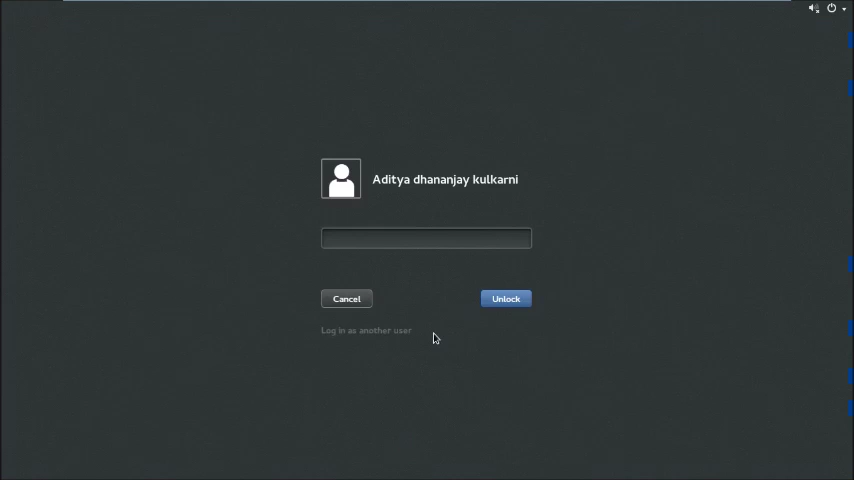 Aditya dhananjay kulkarni
Cancel
Unlock
Log in as another user